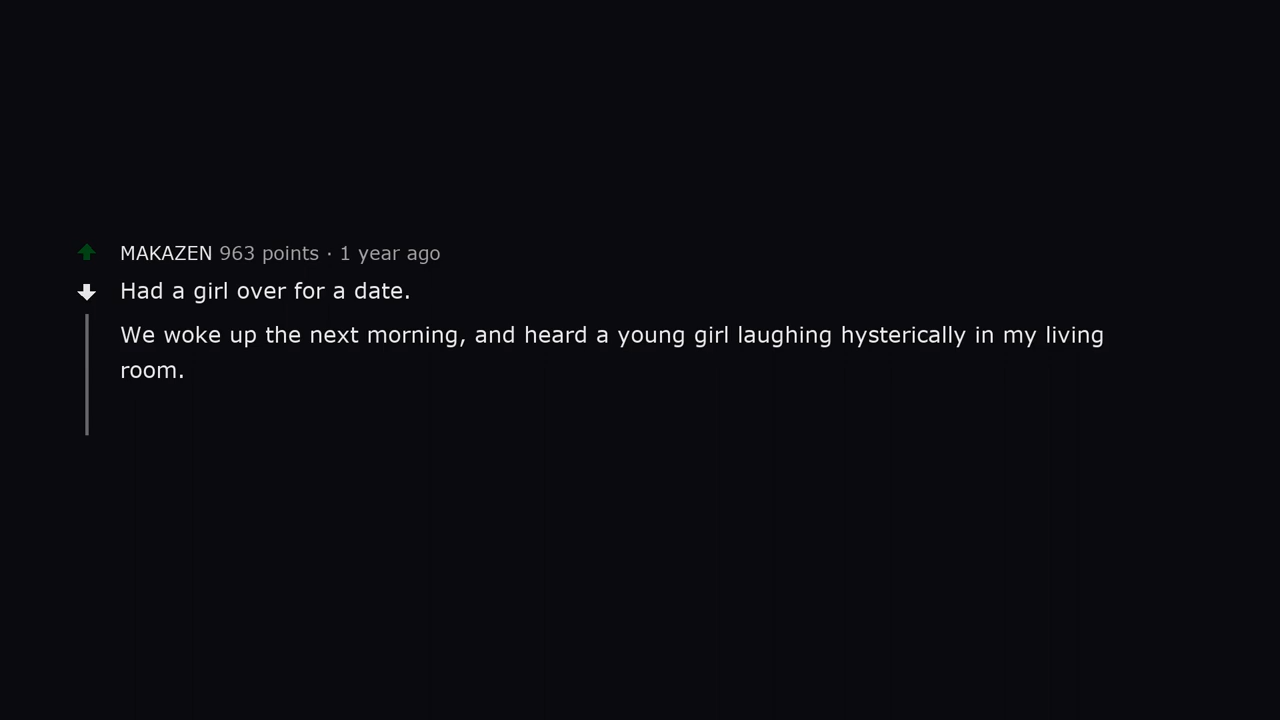 MAKAZEN 963 points · 1 year ago
Had a girl over for a date.
We woke up the next morning, and heard a young girl laughing hysterically in my living
room.